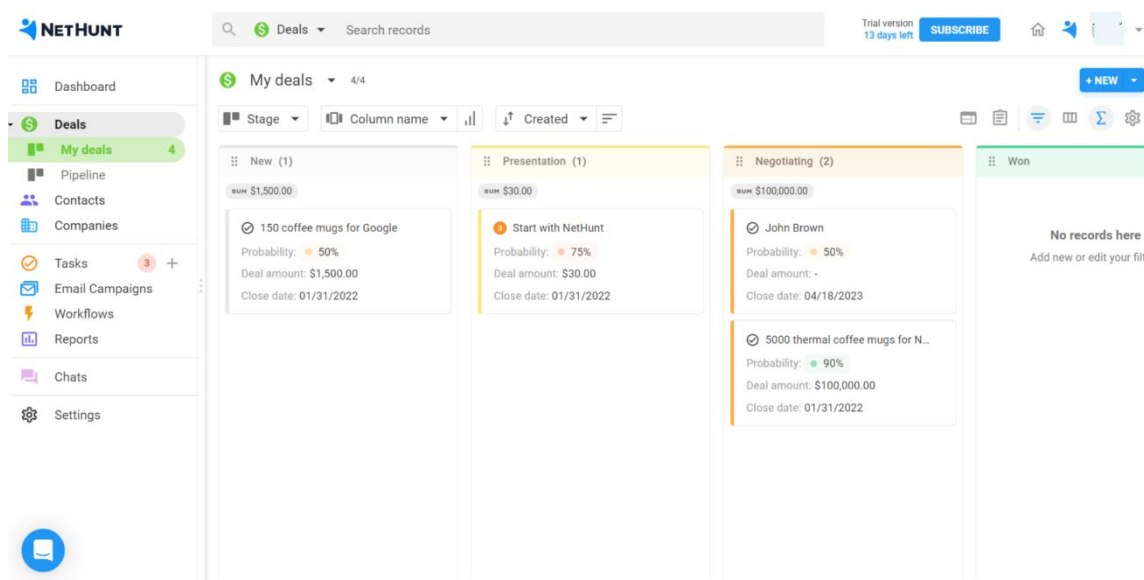 NETHUNT
Deals
Search records
Trial version
13 days left
SUBSCRIBE
Dashboard
Deals
My deals 4
Pipeline
Contacts
Companies
Tasks 3 +
Email Campaigns
Workflows
Reports
Chats
Settings
My deals 4/4
+ NEW
Stage
Column name
Created
New (1)
SUM $1,500.00
150 coffee mugs for Google
Probability: 50%
Deal amount: $1,500.00
Close date: 01/31/2022
Presentation (1)
SUM $30.00
3 Start with NetHunt
Probability: 75%
Deal amount: $30.00
Close date: 01/31/2022
Negotiating (2)
SUM $100,000.00
John Brown
Probability: 50%
Deal amount: -
Close date: 04/18/2023
5000 thermal coffee mugs for N...
Probability: 90%
Deal amount: $100,000.00
Close date: 01/31/2022
Won
No records here
Add new or edit your filt